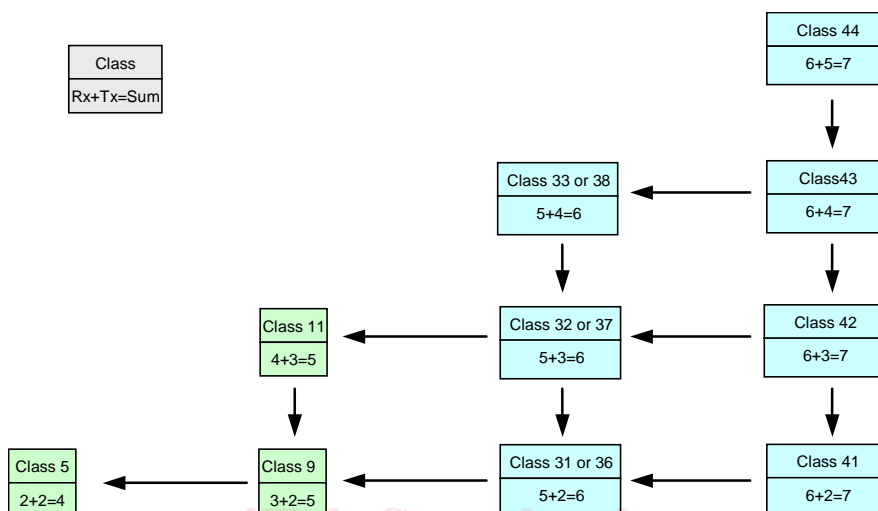 Class 44
6+5=7
Class
Rx+Tx=Sum
Class 33 or 38
5+4=6
Class43
6+4=7
Class 11
4+3=5
Class 32 or 37
5+3=6
Class 42
6+3=7
Class 5
2+2=4
Class 9
3+2=5
Class 31 or 36
5+2=6
Class 41
6+2=7